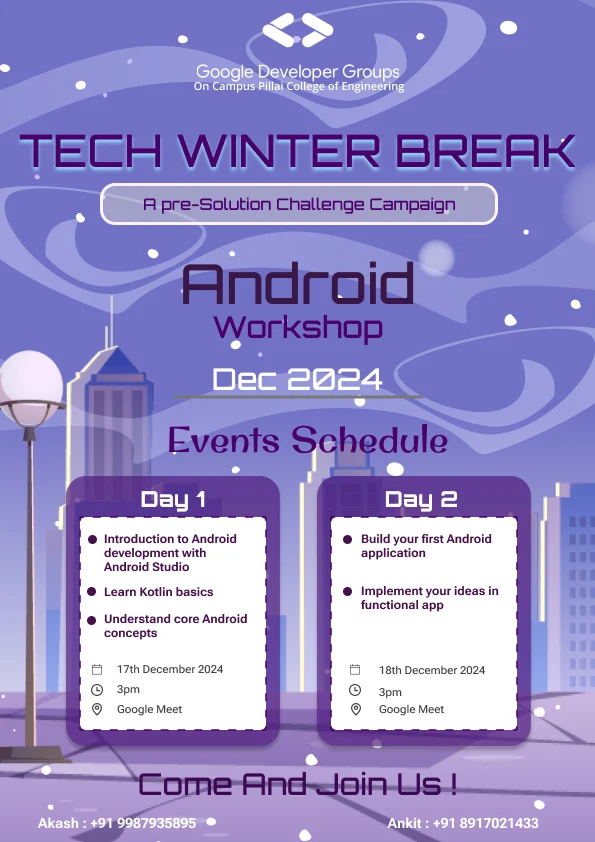 Google Developer Groups
On Campus Pillai College of Engineering
TECH WINTER BREAK
A pre-Solution Challenge Campaign
Android
Workshop
Dec 2024
Events Schedule
Day 1
Introduction to Android
development with
Android Studio
Learn Kotlin basics
Understand core Android
concepts
17th December 2024
3pm
Google Meet
Day 2
Build your first Android
application
Implement your ideas in
functional app
18th December 2024
3pm
Google Meet
Come And Join Us !
Akash : +91 9987935895
Ankit : +91 8917021433